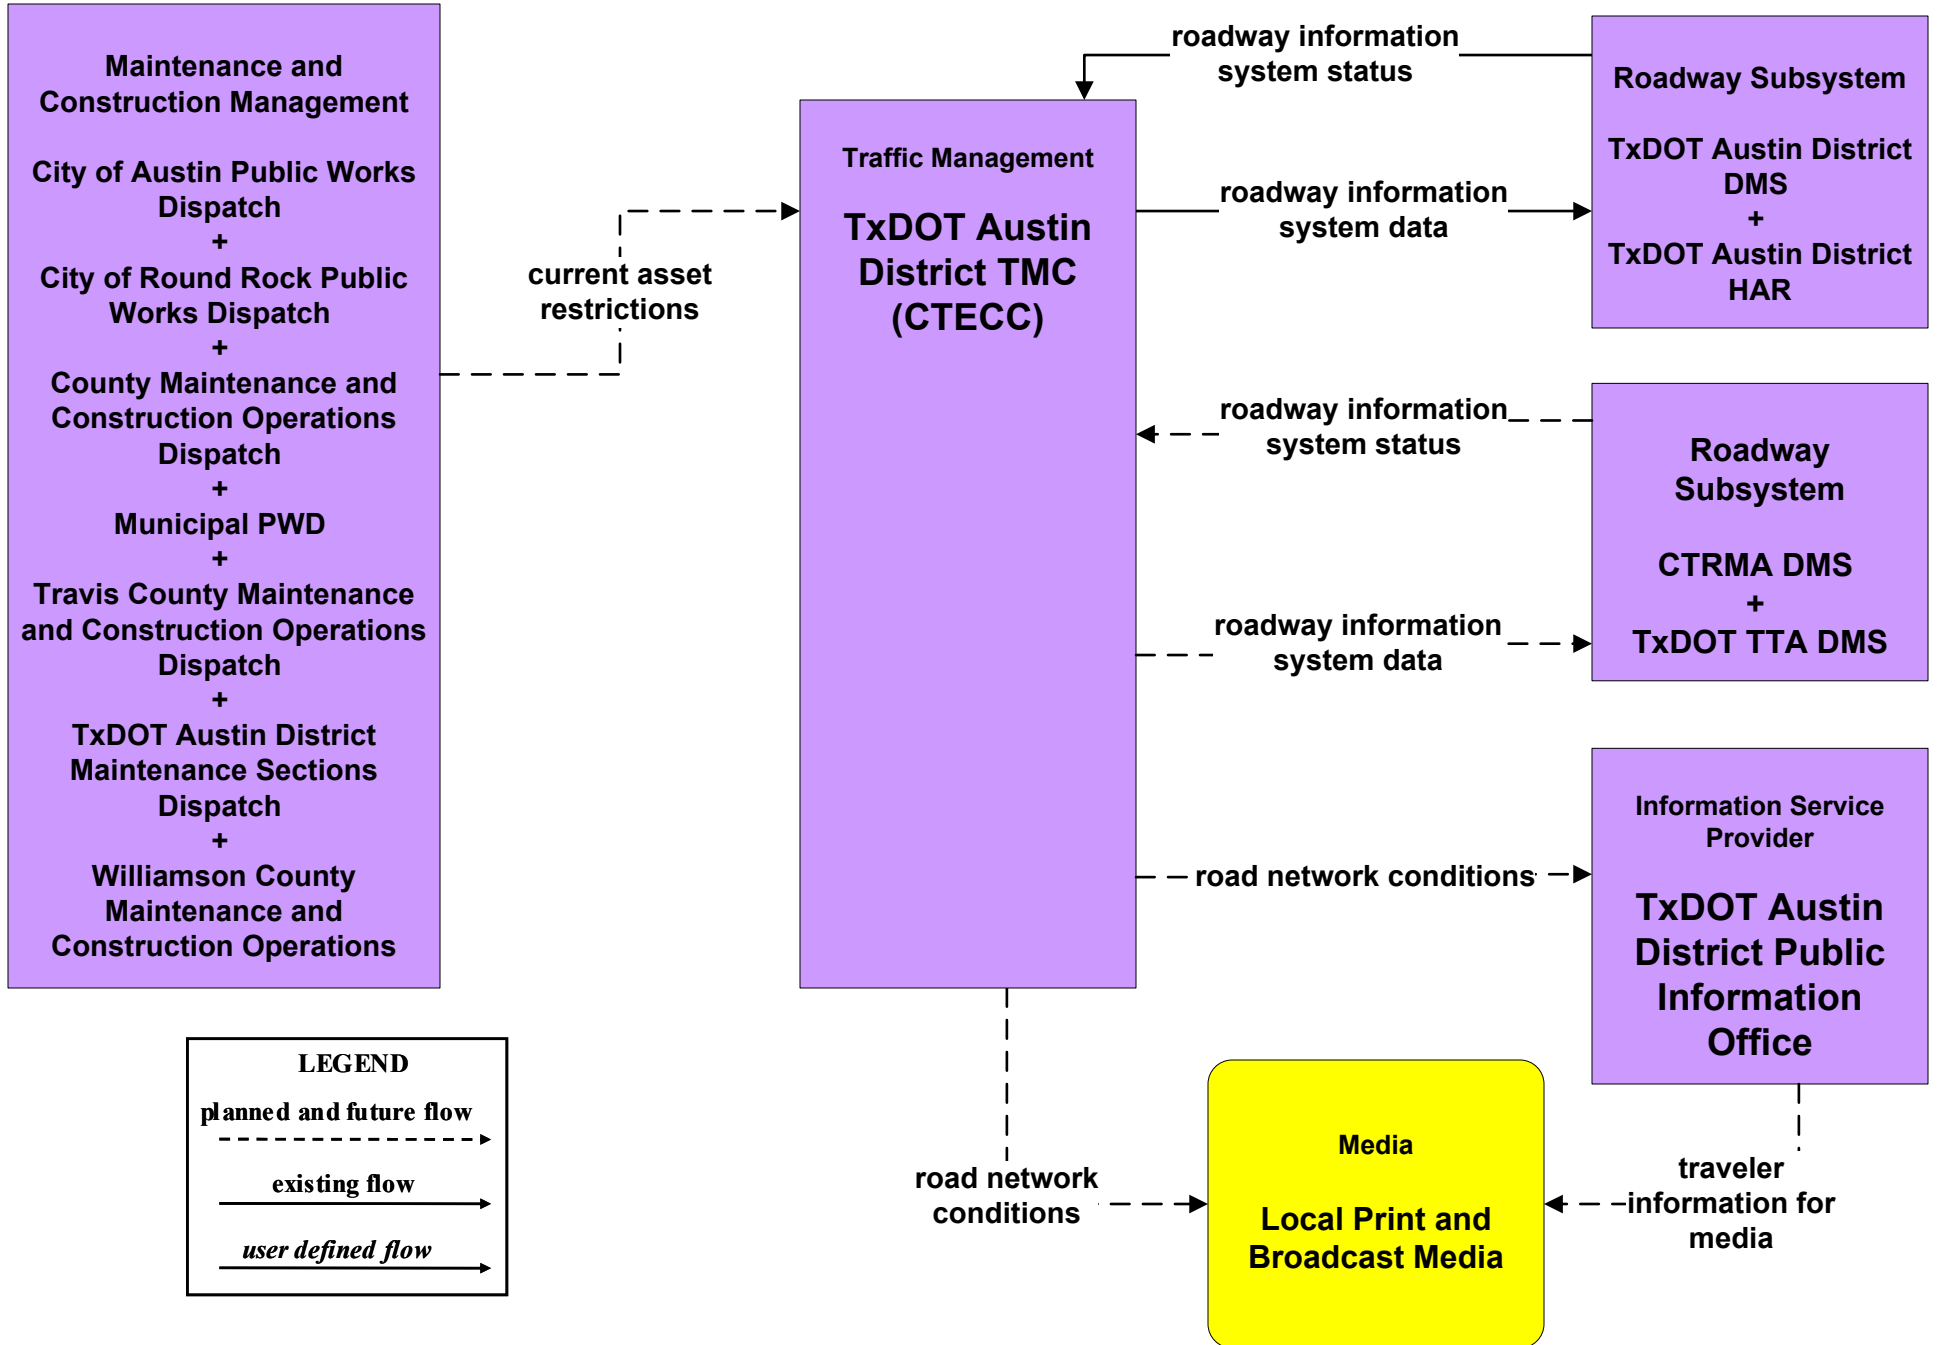 Maintenance and
Construction Management
City of Austin Public Works
Dispatch
+
City of Round Rock Public
Works Dispatch
+
County Maintenance and
Construction Operations
Dispatch
+
Municipal PWD
+
Travis County Maintenance
and Construction Operations
Dispatch
+
TxDOT Austin District
Maintenance Sections
Dispatch
+
Williamson County
Maintenance and
Construction Operations
current asset
restrictions
Traffic Management
TxDOT Austin
District TMC
(CTECC)
roadway information
system status
roadway information
system data
Roadway Subsystem
TxDOT Austin District
DMS
+
TxDOT Austin District
HAR
roadway information
system status
roadway information
system data
Roadway
Subsystem
CTRMA DMS
+
TxDOT TTA DMS
road network conditions
Information Service
Provider
TxDOT Austin
District Public
Information
Office
road network
conditions
Media
Local Print and
Broadcast Media
traveler
information for
media
LEGEND
planned and future flow
existing flow
user defined flow